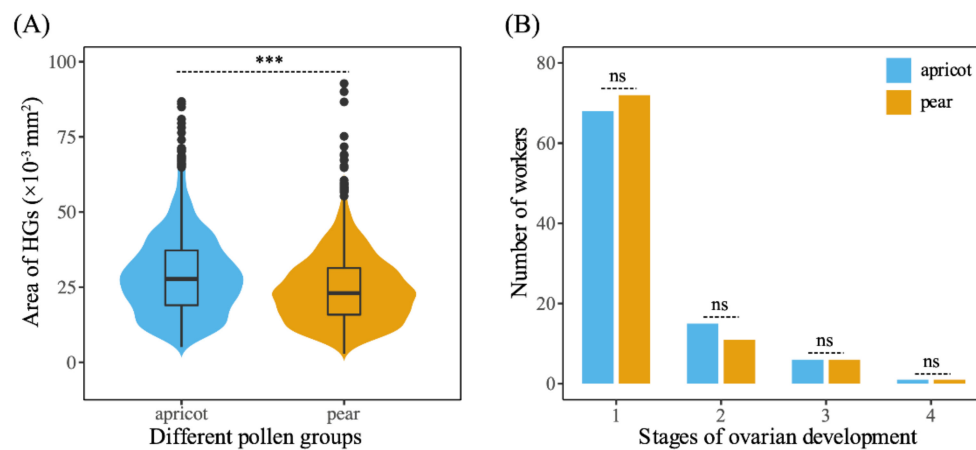 (A)
Area of HGs (×10⁻³ mm²)
100
75
50
25
0
***
apricot
pear
Different pollen groups
(B)
Number of workers
80
60
40
20
0
ns
ns
ns
ns
apricot
pear
1
2
3
4
Stages of ovarian development